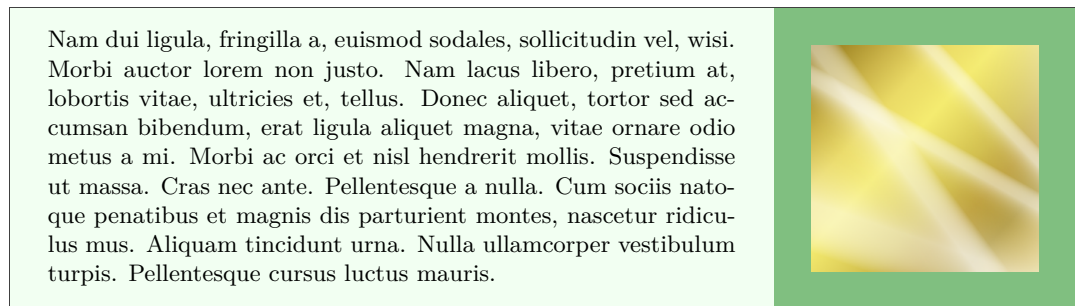 Nam dui ligula, fringilla a, euismod sodales, sollicitudin vel, wisi.
Morbi auctor lorem non justo. Nam lacus libero, pretium at,
lobortis vitae, ultricies et, tellus. Donec aliquet, tortor sed ac-
cumsan bibendum, erat ligula aliquet magna, vitae ornare odio
metus a mi. Morbi ac orci et nisl hendrerit mollis. Suspendisse
ut massa. Cras nec ante. Pellentesque a nulla. Cum sociis nato-
que penatibus et magnis dis parturient montes, nascetur ridicu-
lus mus. Aliquam tincidunt urna. Nulla ullamcorper vestibulum
turpis. Pellentesque cursus luctus mauris.